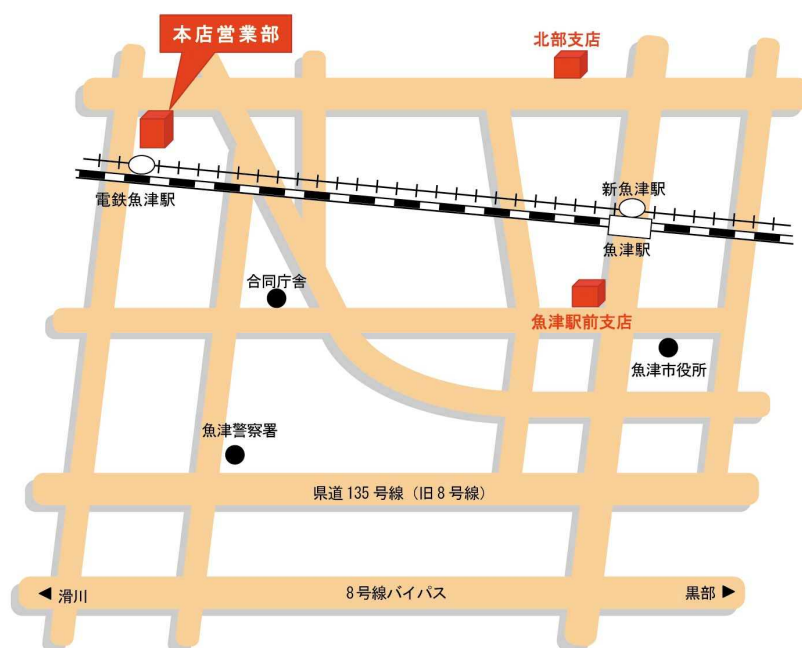 本店営業部
北部支店
電鉄魚津駅
新魚津駅
魚津駅
合同庁舎
魚津駅前支店
魚津市役所
魚津警察署
県道135号線（旧8号線）
◀ 滑川
8号線バイパス
黒部 ▶